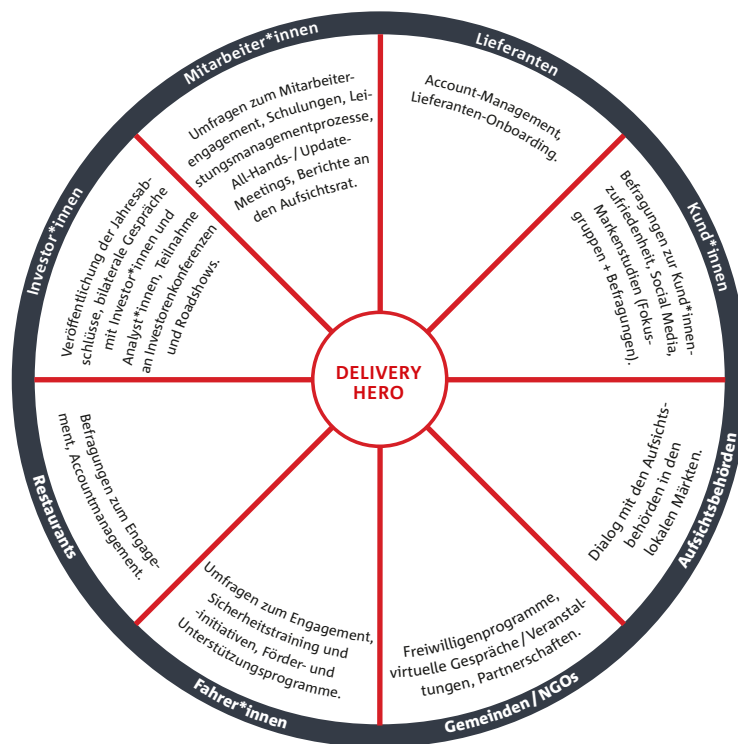 Mitarbeiter*innen
Umfragen zum Mitarbeiter-
engagement, Schulungen, Lei-
stungsmanagementprozesse,
All-Hands-/ Update-
Meetings, Berichte an
den Aufsichtsrat.
Lieferanten
Account-Management,
Lieferanten-Onboarding.
Kund*innen
Befragungen zur Kund*innen-
zufriedenheit, Social Media,
Markenstudien (Fokus-
gruppen + Befragungen).
Aufsichtsbehörden
Dialog mit den Aufsichts-
behörden in den
lokalen Märkten.
Gemeinden/NGOs
Freiwilligenprogramme,
virtuelle Gespräche/Veranstal-
tungen, Partnerschaften.
Fahrer*innen
Umfragen zum Engagement,
Sicherheitstraining und
-initiativen, Förder- und
Unterstützungsprogramme.
Restaurants
Befragungen zum Engage-
ment, Accountmanagement.
Investor*innen
Veröffentlichung der Jahresab-
schlüsse, bilaterale Gespräche
mit Investor*innen und
Analyst*innen, Teilnahme
an Investorenkonferenzen
und Roadshows.
DELIVERY
HERO